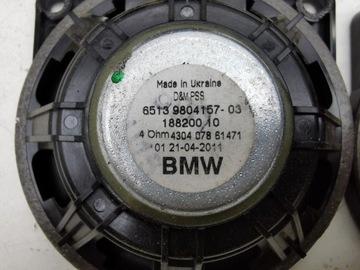 Made in Ukraine
D&M PSS
6513 9804157-03
188200 10
4 Ohm 4304 078 61471
01 21-04-2011
BMW